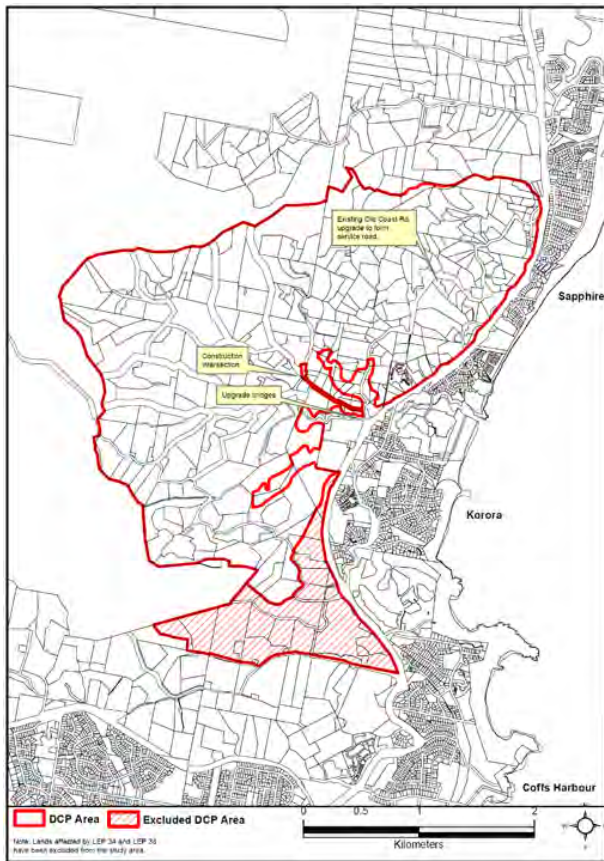 Existing Old Coast Rd,
upgrade to form
service road.
Sapphire
Construction
intersection
Upgrade bridges
Korora
Coffs Harbour
DCP Area
Excluded DCP Area
0 0.5 1 2
Kilometers
Note: Lands affected by LEP 34 and LEP
have been excluded from the study area.